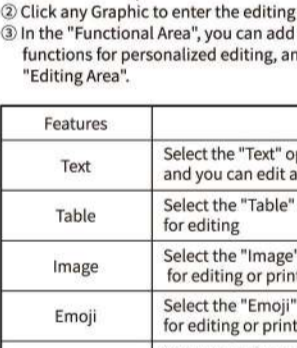 ② Click any Graphic to enter the editing
③ In the "Functional Area", you can add
functions for personalized editing, an
"Editing Area".
Features
Text
Select the "Text" op
and you can edit a
Table
Select the "Table"
for editing
Image
Select the "Image"
for editing or print
Emoji
Select the "Emoji"
for editing or print